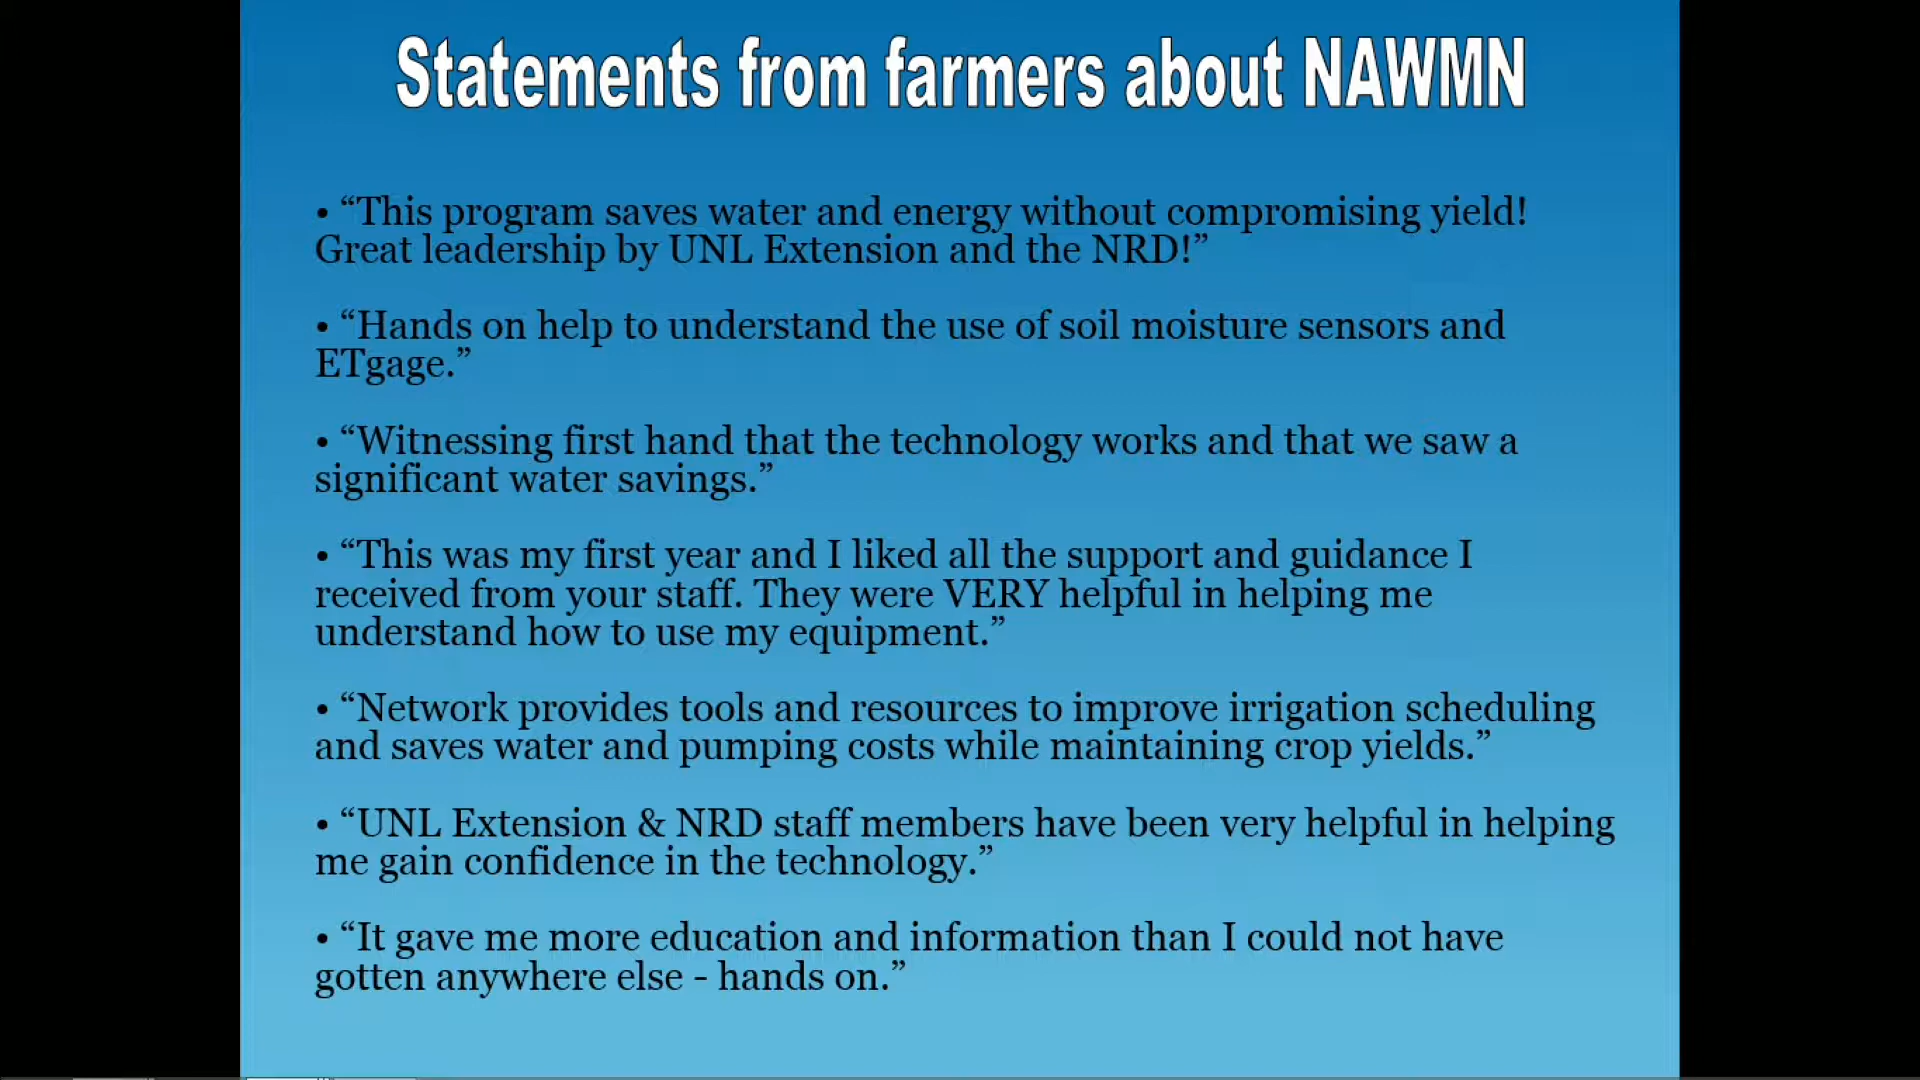 Statements from farmers about NAWMN
• “This program saves water and energy without compromising yield!
Great leadership by UNL Extension and the NRD!”
• “Hands on help to understand the use of soil moisture sensors and
ETgage.”
• “Witnessing first hand that the technology works and that we saw a
significant water savings.”
• “This was my first year and I liked all the support and guidance I
received from your staff. They were VERY helpful in helping me
understand how to use my equipment.”
• “Network provides tools and resources to improve irrigation scheduling
and saves water and pumping costs while maintaining crop yields.”
• “UNL Extension & NRD staff members have been very helpful in helping
me gain confidence in the technology.”
• “It gave me more education and information than I could not have
gotten anywhere else - hands on.”